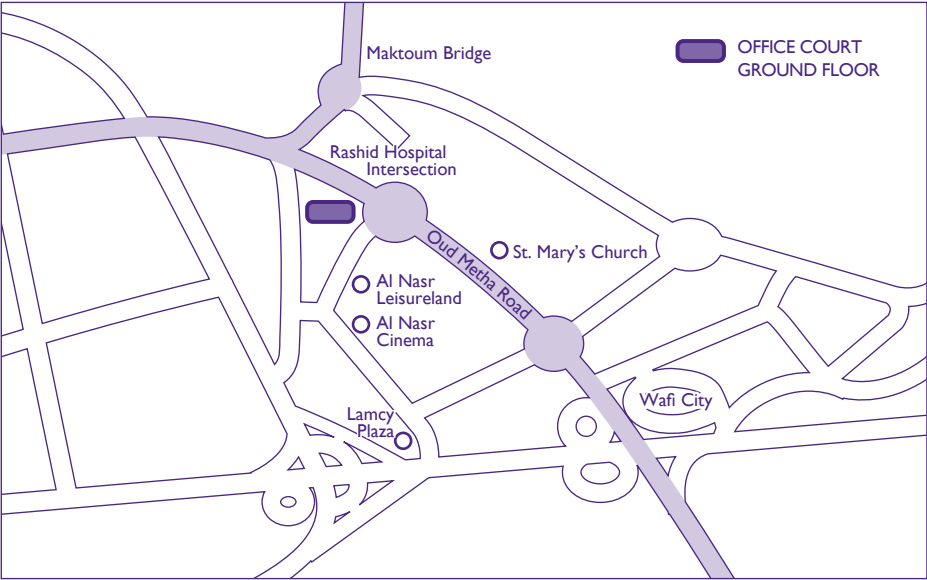 Maktoum Bridge
OFFICE COURT
GROUND FLOOR
Rashid Hospital
Intersection
Oud Metha Road
St. Mary's Church
Al Nasr
Leisureland
Al Nasr
Cinema
Wafi City
Lamcy
Plaza